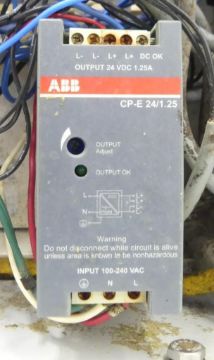 L- L- L+ L+ DC OK
OUTPUT 24 VDC 1.25A
ABB
CP-E 24/1.25
OUTPUT
Adjust
OUTPUT OK
L
N
Warning
Do not disconnect while circuit is alive
unless area is known to be nonhazardous
INPUT 100-240 VAC
N L